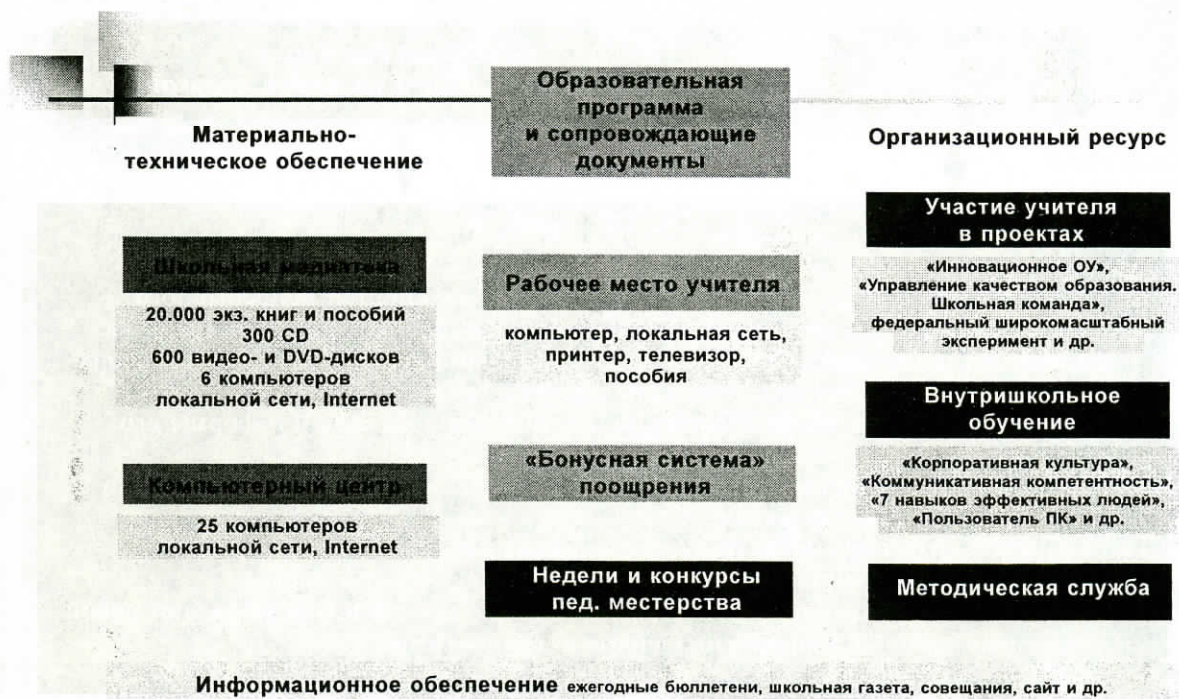 Образовательная
программа
и сопровождающие
документы
Материально-
техническое обеспечение
Школьная медиатека
20.000 экз. книг и пособий
300 CD
600 видео- и DVD-дисков
6 компьютеров
локальной сети, Internet
Компьютерный центр
25 компьютеров
локальной сети, Internet
Рабочее место учителя
компьютер, локальная сеть,
принтер, телевизор,
пособия
«Бонусная система»
поощрения
Недели и конкурсы
пед. местерства
Организационный ресурс
Участие учителя
в проектах
«Инновационное ОУ»,
«Управление качеством образования.
Школьная команда»,
федеральный широкомасштабный
эксперимент и др.
Внутришкольное
обучение
«Корпоративная культура»,
«Коммуникативная компетентность»,
«7 навыков эффективных людей»,
«Пользователь ПК» и др.
Методическая служба
Информационное обеспечение ежегодные бюллетени, школьная газета, совещания, сайт и др.